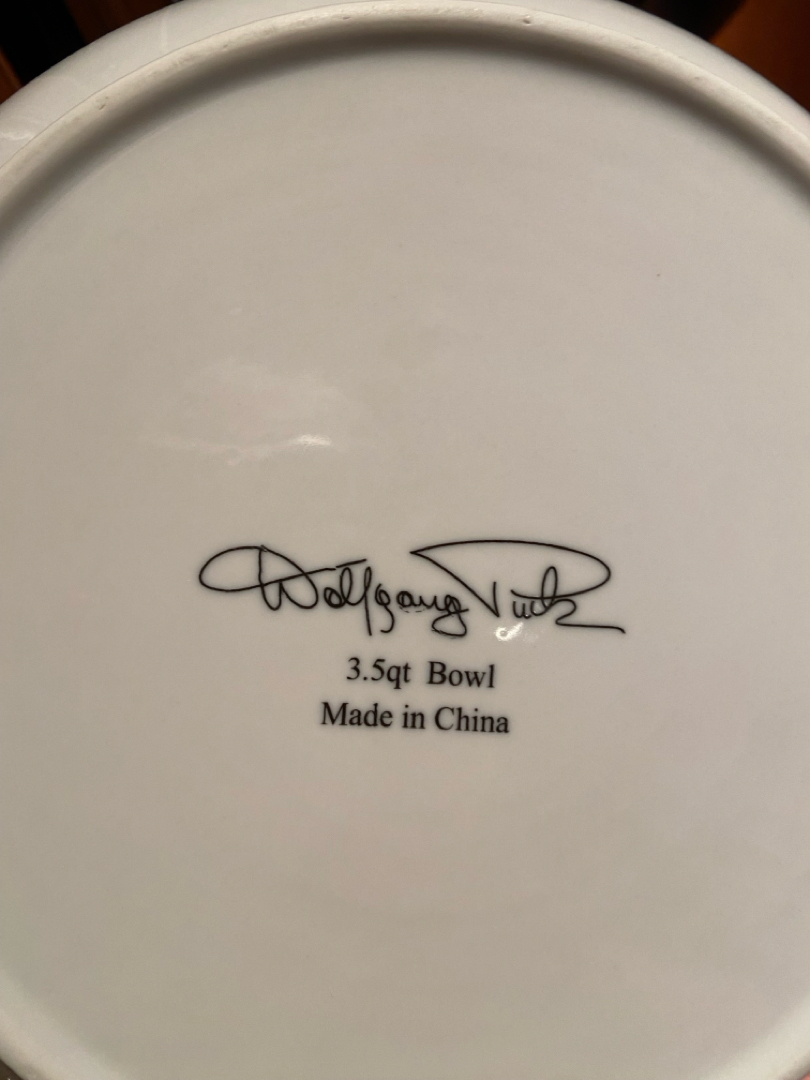 Wolfgang Puck
3.5qt Bowl
Made in China